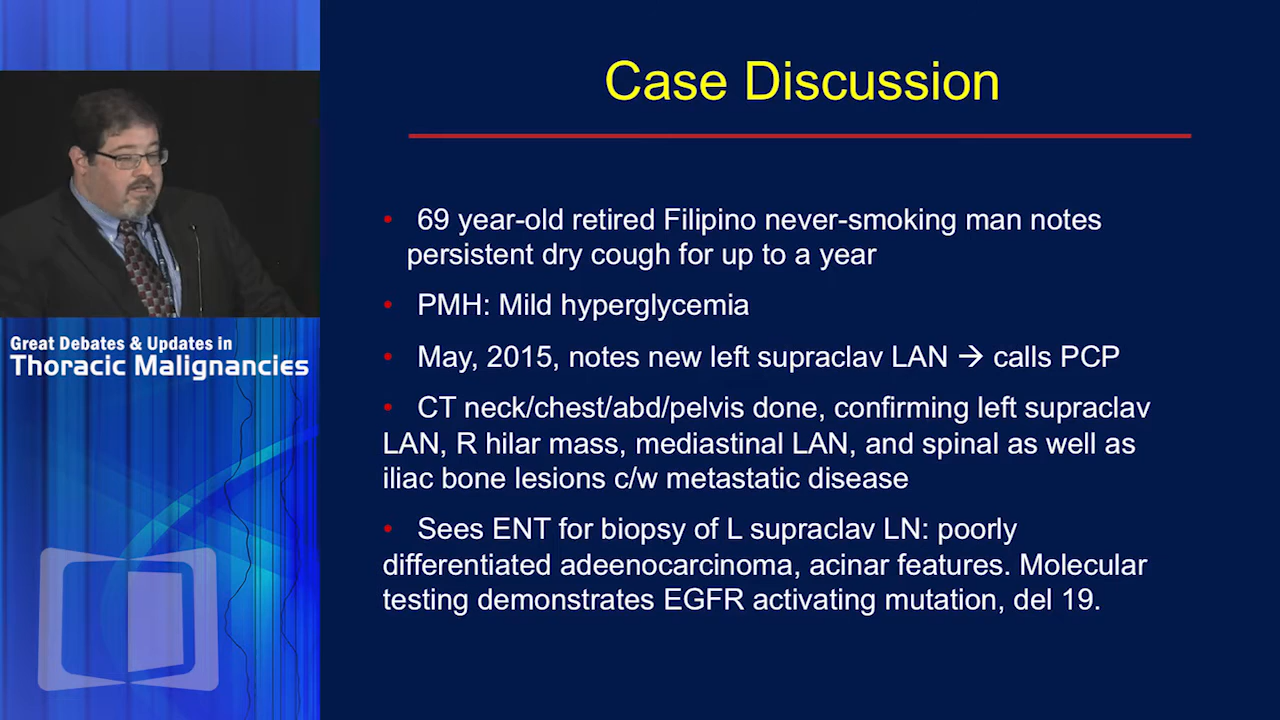 Case Discussion
• 69 year-old retired Filipino never-smoking man notes
persistent dry cough for up to a year
• PMH: Mild hyperglycemia
• May, 2015, notes new left supraclav LAN → calls PCP
• CT neck/chest/abd/pelvis done, confirming left supraclav
LAN, R hilar mass, mediastinal LAN, and spinal as well as
iliac bone lesions c/w metastatic disease
• Sees ENT for biopsy of L supraclav LN: poorly
differentiated adeenocarcinoma, acinar features. Molecular
testing demonstrates EGFR activating mutation, del 19.
Great Debates & Updates in
Thoracic Malignancies